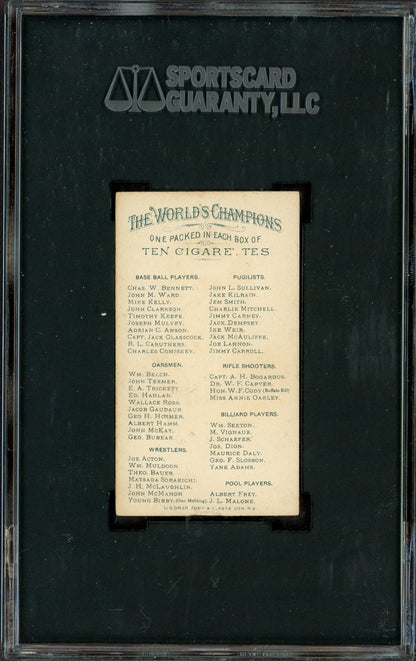 SPORTSCARD
GUARANTY, LLC
THE WORLD'S CHAMPIONS
ONE PACKED IN EACH BOX OF
TEN CIGARETTES
BASE BALL PLAYERS.
CHAS. W. BENNETT.
JOHN M. WARD.
MIKE KELLY.
JOHN CLARKSON.
TIMOTHY KEEFE.
JOSEPH MULVEY.
ADRIAN C. ANSON.
CAPT. JACK GLASSCOCK.
R. L. CARUTHERS.
CHARLES COMISKEY.
OARSMEN.
WM. BEACH.
JOHN TEEMER.
E. A. TRICKETT.
ED. HANLAN.
WALLACE ROSS.
JACOB GAUDAUR.
GEO H. HOSMER.
ALBERT HAMM.
JOHN MCKAY.
GEO. BUBEAR.
WRESTLERS.
JOE ACTON.
WM. MULDOON.
THEO. BAUER.
MATSADA SORAKICHI.
J. H. MCLAUGHLIN.
JOHN MCMAHON.
YOUNG BIBBY. (Geo Mehling)
PUGILISTS.
JOHN L. SULLIVAN.
JAKE KILRAIN.
JEM SMITH.
CHARLIE MITCHELL.
JIMMY CARNEY.
JACK DEMPSEY.
IKE WEIR.
JACK MCAULIFFE.
JOE LANNON.
JIMMY CARROLL.
RIFLE SHOOTERS.
CAPT. A. H. BOGARDUS.
DR. W. F. CARVER.
HON. W. F. CODY (Buffalo Bill)
MISS ANNIE OAKLEY.
BILLIARD PLAYERS.
WM. SEXTON.
M. VIGNAUX.
J. SCHAEFER.
JOS. DION.
MAURICE DALY.
GEO. F. SLOSSON.
YANK ADAMS.
POOL PLAYERS.
ALBERT FREY.
J. L. MALONE.
LITH. N.Y.